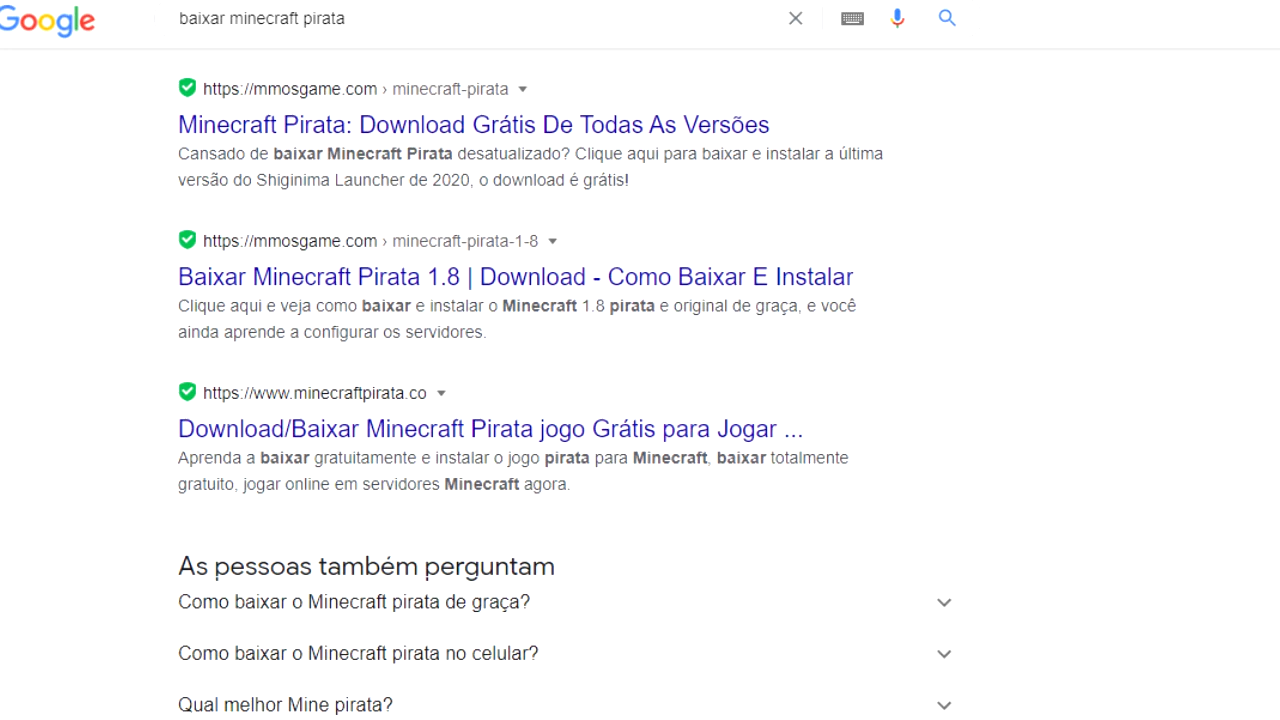 Google
baixar minecraft pirata
https://mmosgame.com › minecraft-pirata
Minecraft Pirata: Download Grátis De Todas As Versões
Cansado de baixar Minecraft Pirata desatualizado? Clique aqui para baixar e instalar a última
versão do Shiginima Launcher de 2020, o download é grátis!
https://mmosgame.com › minecraft-pirata-1-8
Baixar Minecraft Pirata 1.8 | Download - Como Baixar E Instalar
Clique aqui e veja como baixar e instalar o Minecraft 1.8 pirata e original de graça, e você
ainda aprende a configurar os servidores.
https://www.minecraftpirata.co
Download/Baixar Minecraft Pirata jogo Grátis para Jogar ...
Aprenda a baixar gratuitamente e instalar o jogo pirata para Minecraft, baixar totalmente
gratuito, jogar online em servidores Minecraft agora.
As pessoas também perguntam
Como baixar o Minecraft pirata de graça?
Como baixar o Minecraft pirata no celular?
Qual melhor Mine pirata?